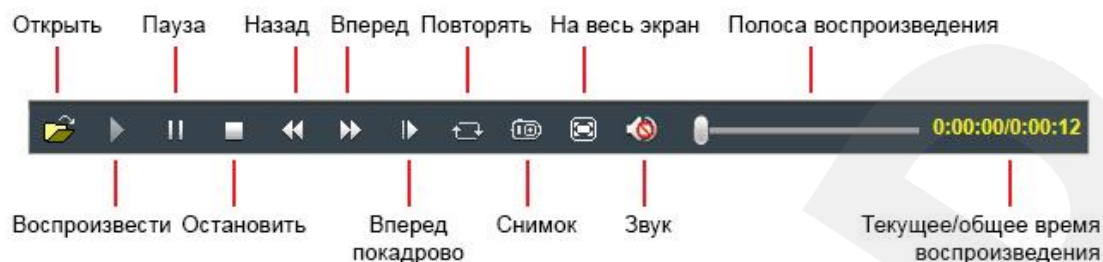 Открыть Пауза Назад Вперед Повторять На весь экран Полоса воспроизведения
0:00:00/0:00:12
Воспроизвести Остановить Вперед покадрово Снимок Звук Текущее/общее время воспроизведения